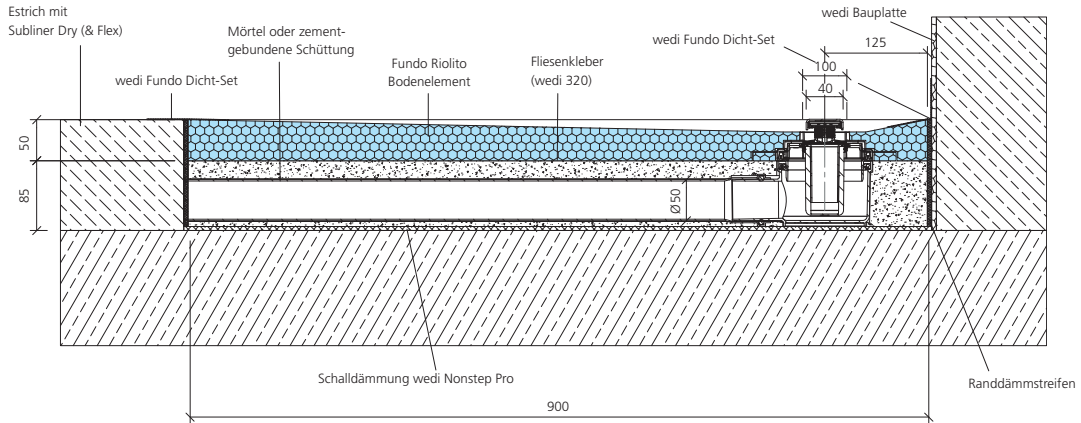 Estrich mit
Subliner Dry (& Flex)
wedi Fundo Dicht-Set
Mörtel oder zement-
gebundene Schüttung
Fundo Riolito
Bodenelement
Fliesenkleber
(wedi 320)
wedi Fundo Dicht-Set
wedi Bauplatte
125
100
40
50
85
Ø 50
Schalldämmung wedi Nonstep Pro
Randdämmstreifen
900